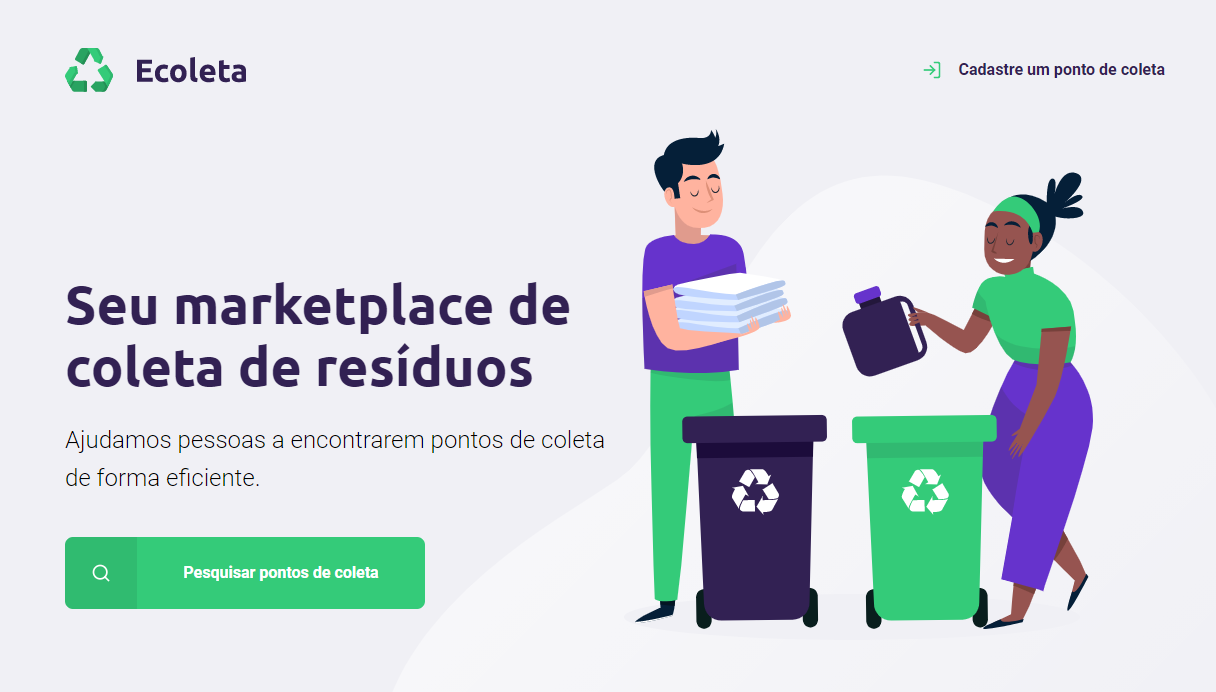 Ecoleta
Cadastre um ponto de coleta
Seu marketplace de
coleta de resíduos
Ajudamos pessoas a encontrarem pontos de coleta
de forma eficiente.
Pesquisar pontos de coleta